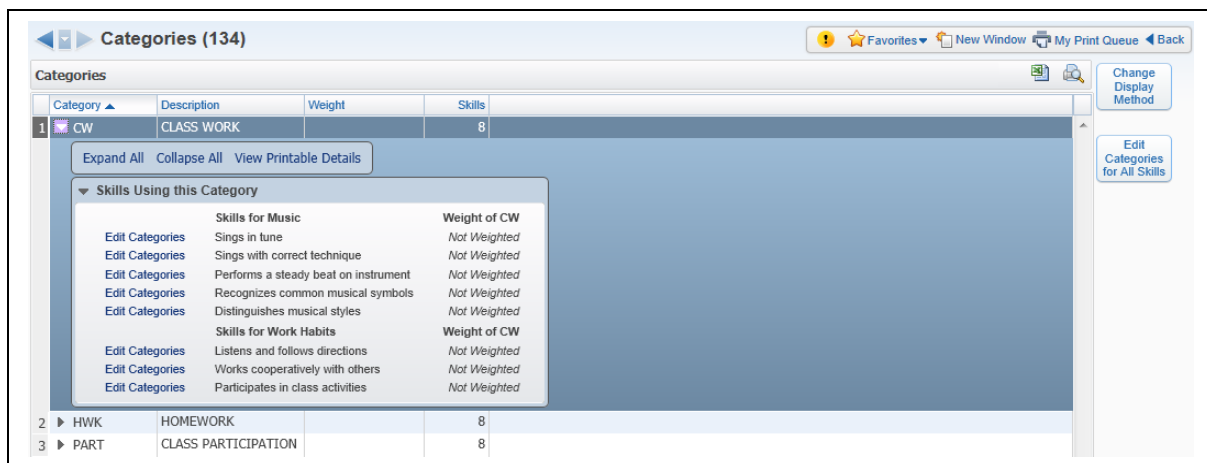 Categories (134)
Favorites New Window My Print Queue Back
Categories
Change
Display
Method
Edit
Categories
for All Skills
Category Description Weight Skills
1 CW CLASS WORK 8
Expand All Collapse All View Printable Details
Skills Using this Category
Skills for Music Weight of CW
Edit Categories Sings in tune Not Weighted
Edit Categories Sings with correct technique Not Weighted
Edit Categories Performs a steady beat on instrument Not Weighted
Edit Categories Recognizes common musical symbols Not Weighted
Edit Categories Distinguishes musical styles Not Weighted
Skills for Work Habits Weight of CW
Edit Categories Listens and follows directions Not Weighted
Edit Categories Works cooperatively with others Not Weighted
Edit Categories Participates in class activities Not Weighted
2 HWK HOMEWORK 8
3 PART CLASS PARTICIPATION 8